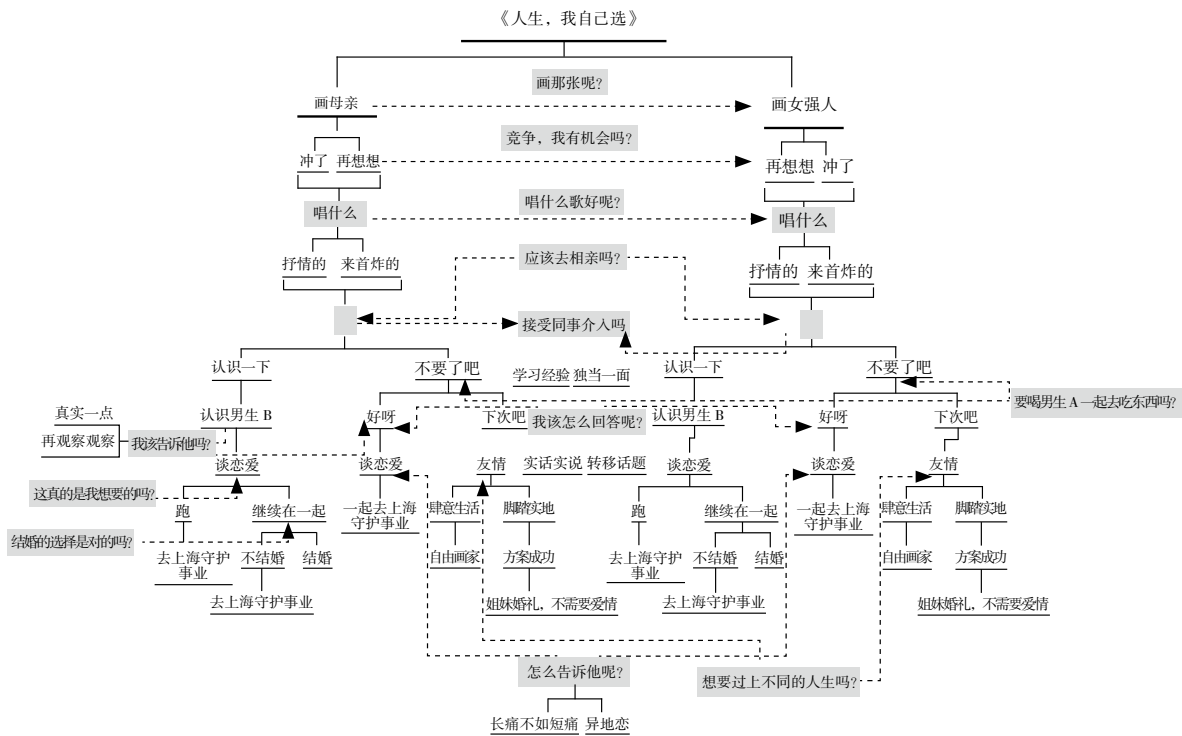 《人生，我自己选》
画那张呢？
画母亲
画女强人
竞争，我有机会吗？
冲了 再想想
再想想 冲了
唱什么歌好呢？
唱什么
唱什么
应该去相亲吗？
抒情的 来首炸的
抒情的 来首炸的
接受同事介入吗
认识一下
不要了吧
认识一下
不要了吧
学习经验 独当一面
真实一点
再观察观察
我该告诉他吗？
认识男生 B
好呀
下次吧
我该怎么回答呢？
认识男生 B
好呀
下次吧
要喝男生 A 一起去吃东西吗？
谈恋爱
谈恋爱
友情
实话实说 转移话题
谈恋爱
谈恋爱
友情
这真的是我想要的吗？
跑
继续在一起
一起去上海
守护事业
肆意生活
脚踏实地
跑
继续在一起
一起去上海
守护事业
肆意生活
脚踏实地
结婚的选择是对的吗？
去上海守护
事业
不结婚
结婚
自由画家
方案成功
去上海守护
事业
不结婚
结婚
自由画家
方案成功
去上海守护事业
姐妹婚礼，不需要爱情
去上海守护事业
姐妹婚礼，不需要爱情
怎么告诉他呢？
想要过上不同的人生吗？
长痛不如短痛 异地恋